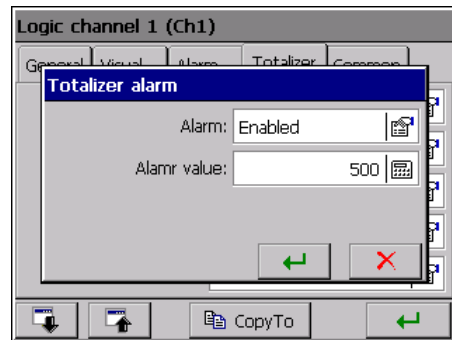 Logic channel 1 (Ch1)
General Visual Alarm Totalizer Common
Totalizer alarm
Alarm: Enabled
Alamr value: 500
CopyTo